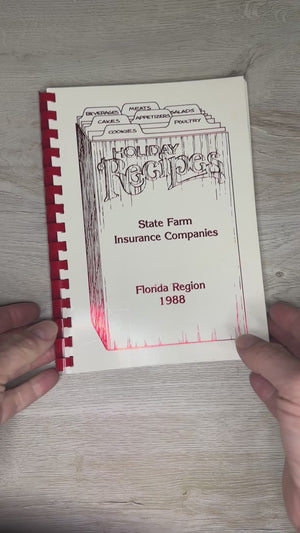 MEATS
BEVERAGES SALADS
APPETIZERS
CAKES POULTRY
COOKIES
HOLIDAY
Recipes
State Farm
Insurance Companies
Florida Region
1988